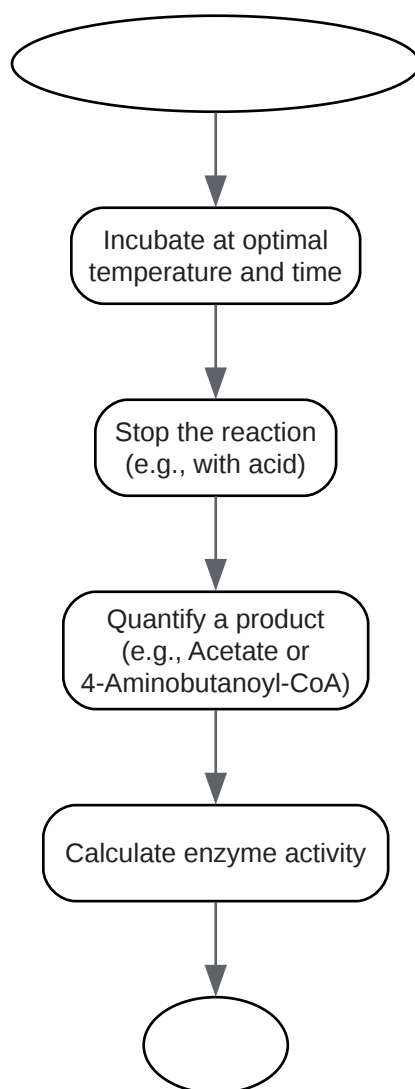 Incubate at optimal
temperature and time
Stop the reaction
(e.g., with acid)
Quantify a product
(e.g., Acetate or
4-Aminobutanoyl-CoA)
Calculate enzyme activity